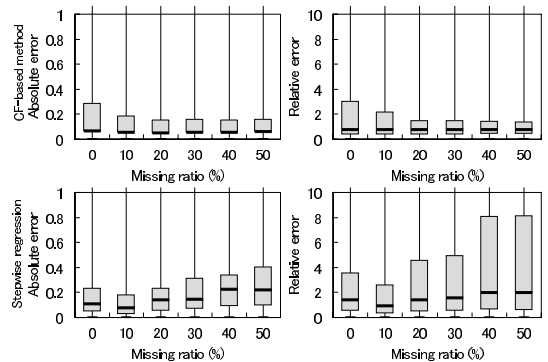 CF-based method
Absolute error
1
0.8
0.6
0.4
0.2
0
0 10 20 30 40 50
Missing ratio (%)
Relative error
10
8
6
4
2
0
0 10 20 30 40 50
Missing ratio (%)
Stepwise regression
Absolute error
1
0.8
0.6
0.4
0.2
0
0 10 20 30 40 50
Missing ratio (%)
Relative error
10
8
6
4
2
0
0 10 20 30 40 50
Missing ratio (%)